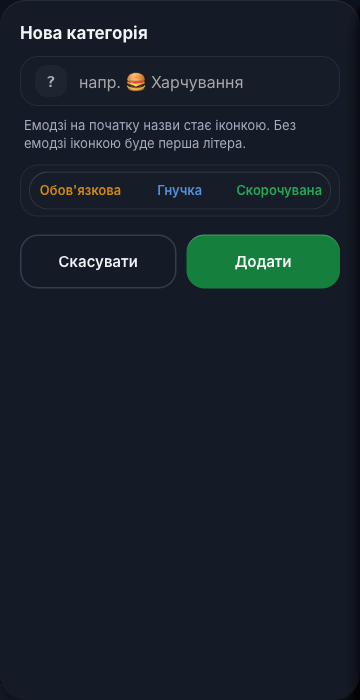 Нова категорія
? напр. 🍔 Харчування
Емодзі на початку назви стає іконкою. Без
емодзі іконкою буде перша літера.
Обов'язкова Гнучка Скорочувана
Скасувати Додати